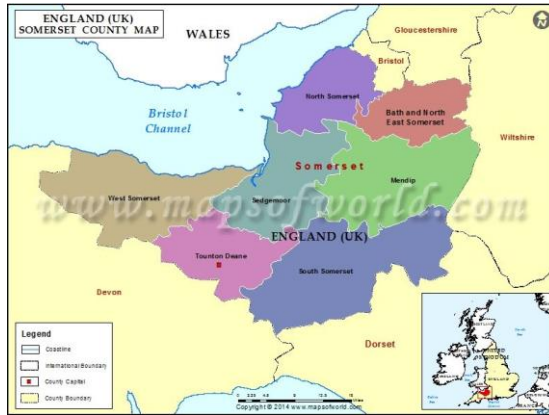 ENGLAND (UK)
SOMERSET COUNTY MAP
WALES
Gloucestershire
Bristol
North Somerset
Bath and North
East Somerset
Bristol
Channel
Wiltshire
Somerset
Mendip
West Somerset
Sedgemoor
www.mapsofworld.com
ENGLAND (UK)
Tounton Deane
South Somerset
Devon
Dorset
Legend
Coastline
International Boundary
County Capital
County Boundary
Copyright © 2014 www.mapsofworld.com
ENGLAND